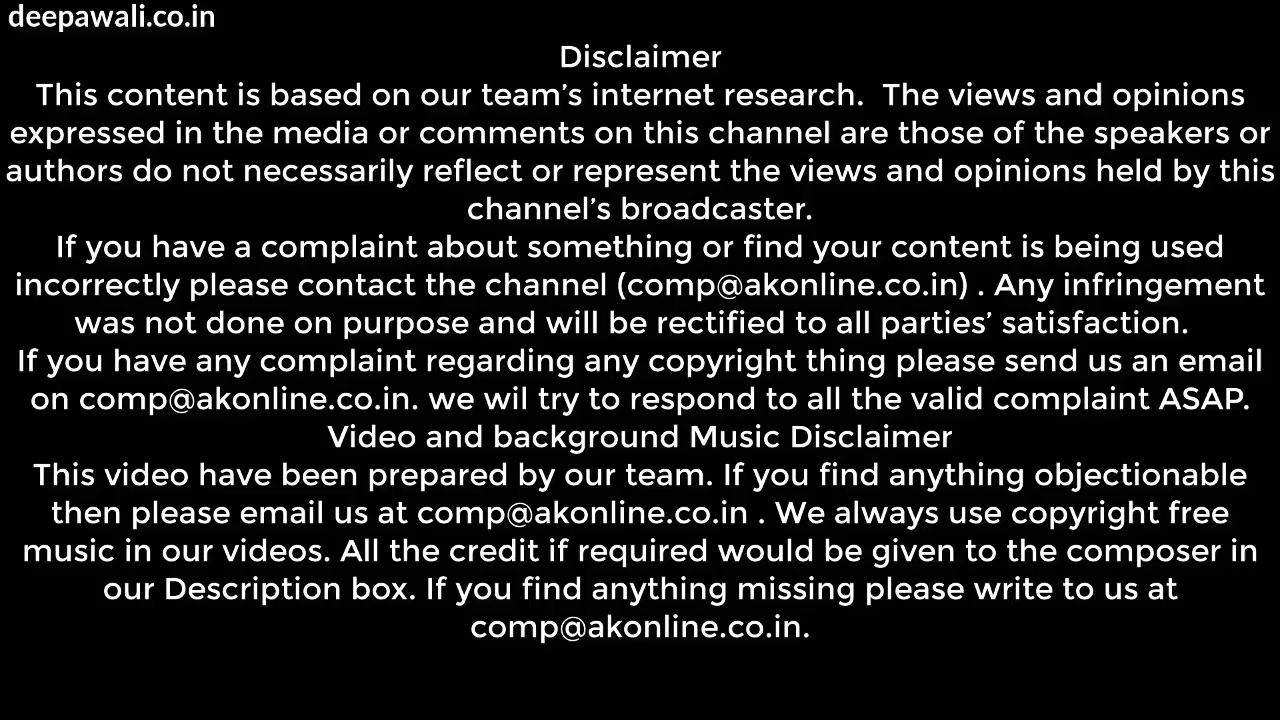 deepawali.co.in
Disclaimer
This content is based on our team’s internet research.  The views and opinions
expressed in the media or comments on this channel are those of the speakers or
authors do not necessarily reflect or represent the views and opinions held by this
channel’s broadcaster.
If you have a complaint about something or find your content is being used
incorrectly please contact the channel (comp@akonline.co.in) . Any infringement
was not done on purpose and will be rectified to all parties’ satisfaction.
If you have any complaint regarding any copyright thing please send us an email
on comp@akonline.co.in. we wil try to respond to all the valid complaint ASAP.
Video and background Music Disclaimer
This video have been prepared by our team. If you find anything objectionable
then please email us at comp@akonline.co.in . We always use copyright free
music in our videos. All the credit if required would be given to the composer in
our Description box. If you find anything missing please write to us at
comp@akonline.co.in.